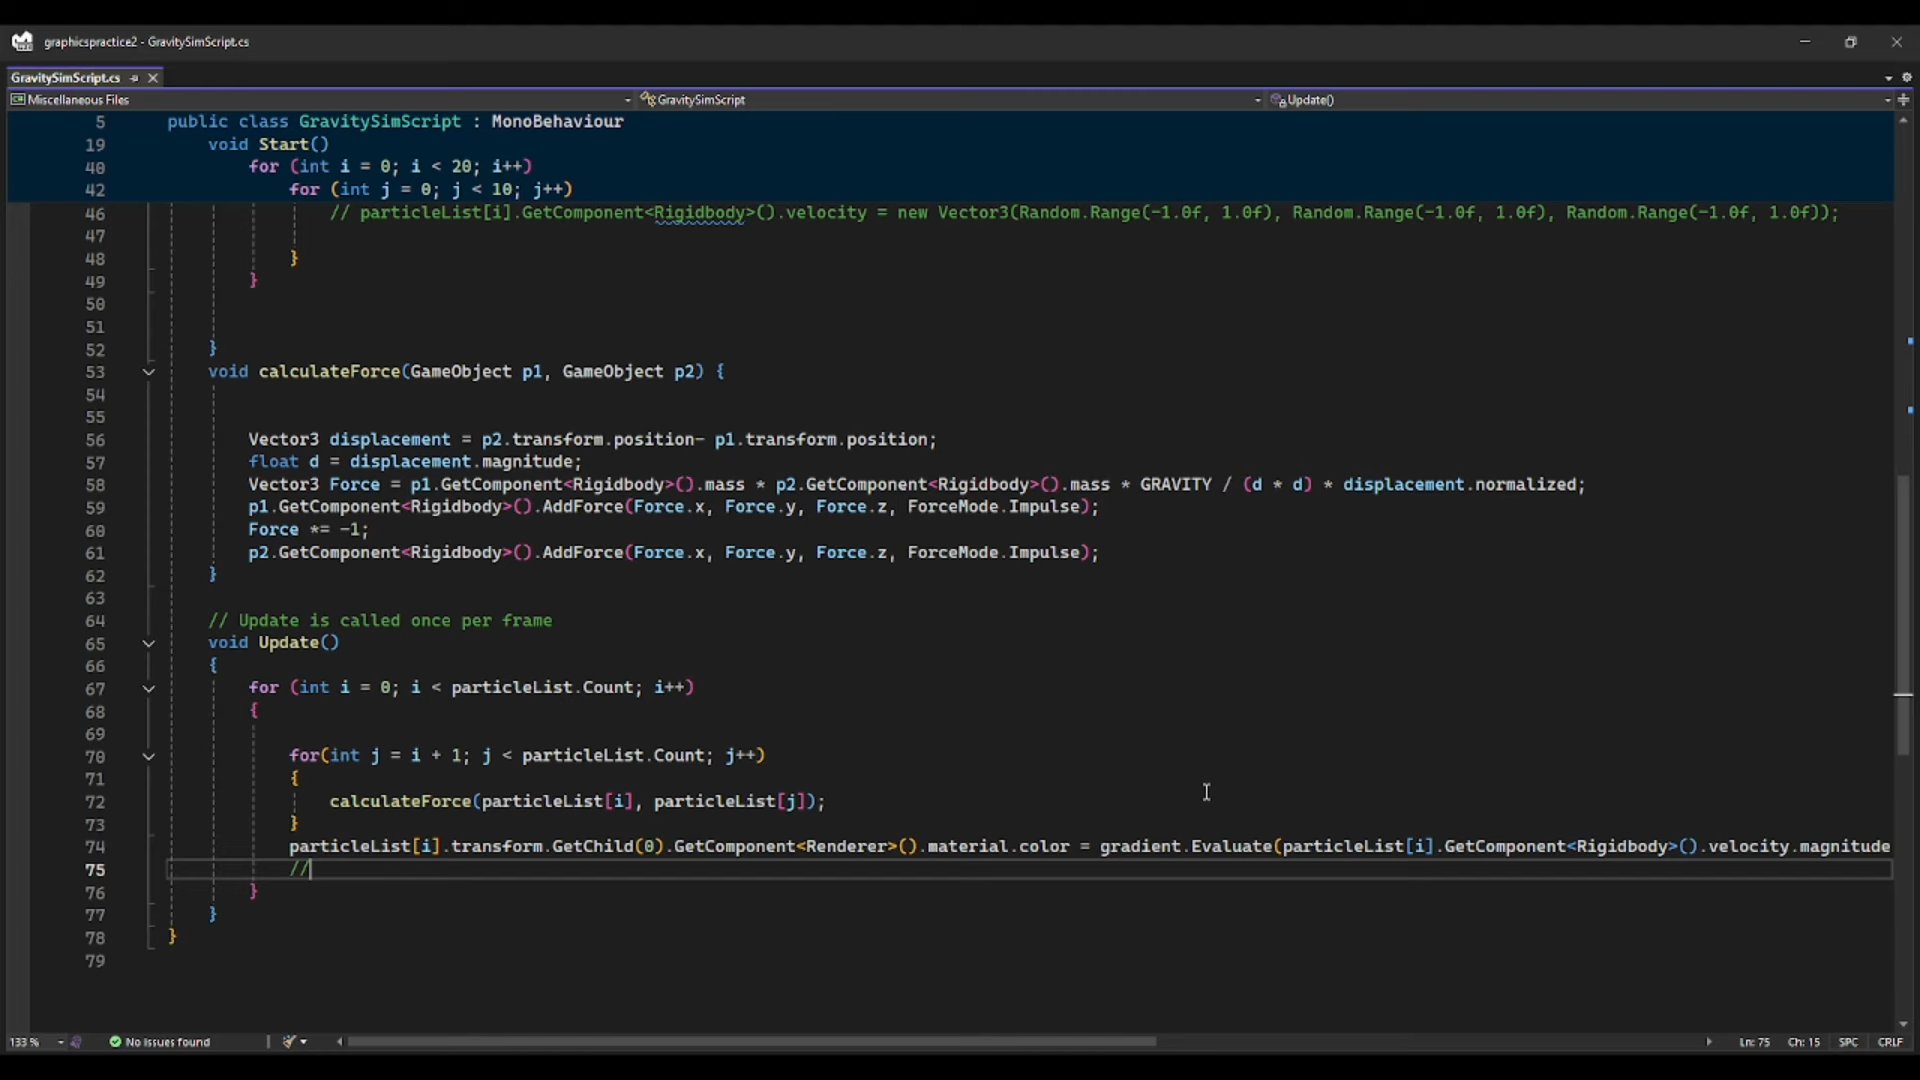 graphicspractice2 - GravitySimScript.cs
GravitySimScript.cs
Miscellaneous Files GravitySimScript Update()
5 public class GravitySimScript : MonoBehaviour
19 void Start()
40 for (int i = 0; i < 20; i++)
42 for (int j = 0; j < 10; j++)
46 // particleList[i].GetComponent<Rigidbody>().velocity = new Vector3(Random.Range(-1.0f, 1.0f), Random.Range(-1.0f, 1.0f), Random.Range(-1.0f, 1.0f));
47
48 }
49 }
50
51
52 }
53 void calculateForce(GameObject p1, GameObject p2) {
54
55
56 Vector3 displacement = p2.transform.position- p1.transform.position;
57 float d = displacement.magnitude;
58 Vector3 Force = p1.GetComponent<Rigidbody>().mass * p2.GetComponent<Rigidbody>().mass * GRAVITY / (d * d) * displacement.normalized;
59 p1.GetComponent<Rigidbody>().AddForce(Force.x, Force.y, Force.z, ForceMode.Impulse);
60 Force *= -1;
61 p2.GetComponent<Rigidbody>().AddForce(Force.x, Force.y, Force.z, ForceMode.Impulse);
62 }
63
64 // Update is called once per frame
65 void Update()
66 {
67 for (int i = 0; i < particleList.Count; i++)
68 {
69
70 for(int j = i + 1; j < particleList.Count; j++)
71 {
72 calculateForce(particleList[i], particleList[j]);
73 }
74 particleList[i].transform.GetChild(0).GetComponent<Renderer>().material.color = gradient.Evaluate(particleList[i].GetComponent<Rigidbody>().velocity.magnitude
75 //
76 }
77 }
78 }
79
133 % No issues found Ln: 75 Ch: 15 SPC CRLF